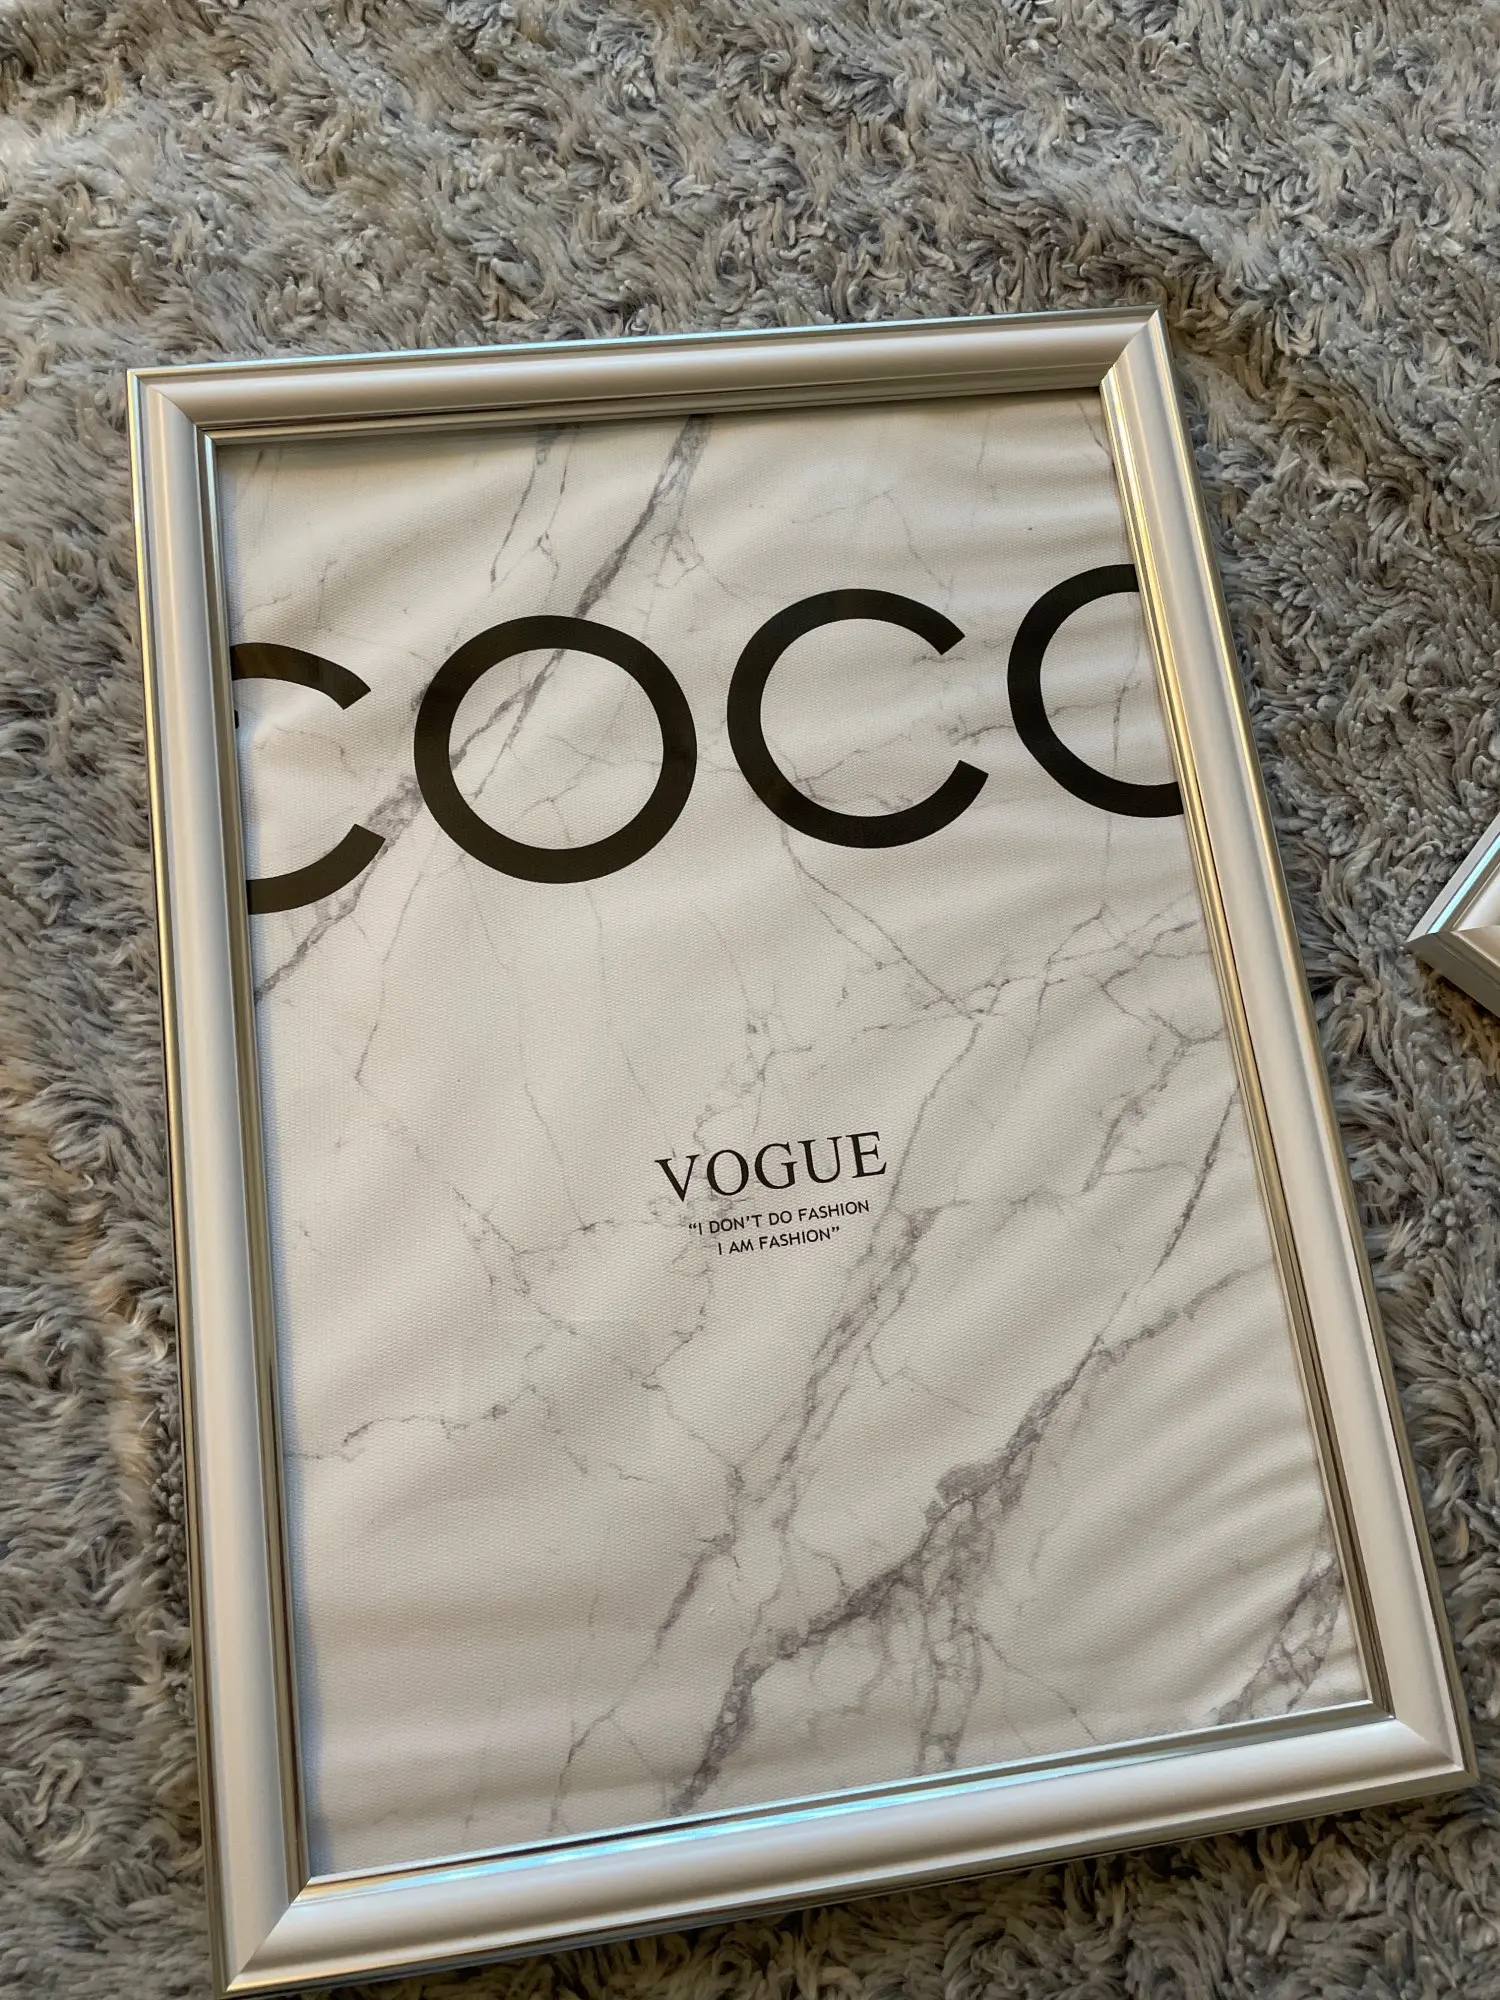 COCO
VOGUE
“I DON’T DO FASHION
I AM FASHION”